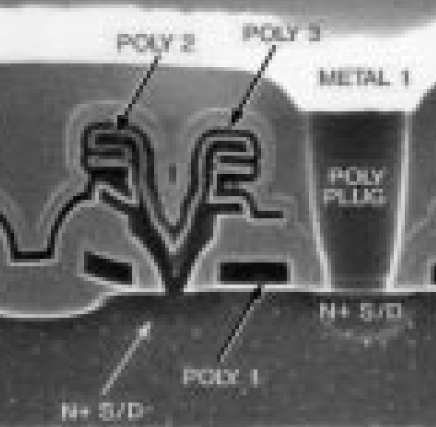 POLY 2
POLY 3
METAL 1
POLY
PLUG
N+ S/D
POLY 1
N+ S/D